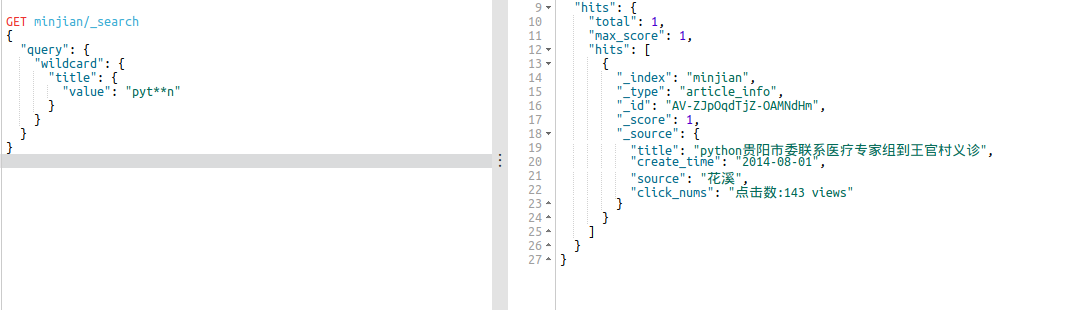 GET minjian/_search
{
  "query": {
    "wildcard": {
      "title": {
        "value": "pyt**n"
      }
    }
  }
}
9 "hits": {
10 "total": 1,
11 "max_score": 1,
12 "hits": [
13 {
14 "_index": "minjian",
15 "_type": "article_info",
16 "_id": "AV-ZJpOqdTjZ-OAMNdHm",
17 "_score": 1,
18 "_source": {
19 "title": "python贵阳市委联系医疗专家组到王官村义诊",
20 "create_time": "2014-08-01",
21 "source": "花溪",
22 "click_nums": "点击数:143 views"
23 }
24 }
25 ]
26 }
27 }